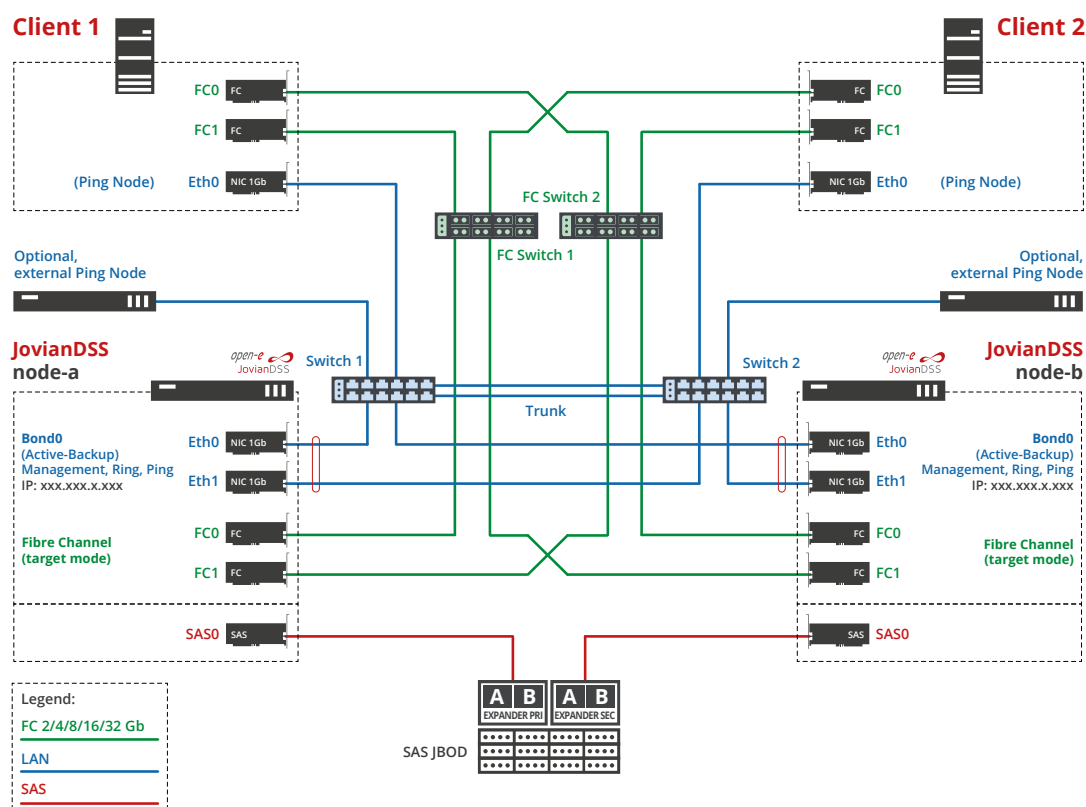 Client 1
Client 2
FC0 FC
FC FC0
FC1 FC
FC FC1
(Ping Node) Eth0 NIC 1Gb
NIC 1Gb Eth0 (Ping Node)
FC Switch 2
FC Switch 1
Optional,
external Ping Node
Optional,
external Ping Node
JovianDSS
node-a
open-e
JovianDSS
Switch 1
Switch 2
open-e
JovianDSS
JovianDSS
node-b
Trunk
Bond0
(Active-Backup)
Management, Ring, Ping
IP: xxx.xxx.x.xxx
Eth0 NIC 1Gb
Eth1 NIC 1Gb
NIC 1Gb Eth0
NIC 1Gb Eth1
Bond0
(Active-Backup)
Management, Ring, Ping
IP: xxx.xxx.x.xxx
Fibre Channel
(target mode)
FC0 FC
FC1 FC
FC FC0
FC FC1
Fibre Channel
(target mode)
SAS0 SAS
SAS SAS0
A B
EXPANDER PRI
A B
EXPANDER SEC
SAS JBOD
Legend:
FC 2/4/8/16/32 Gb
LAN
SAS